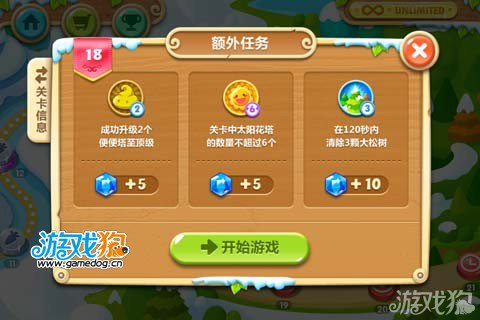 UNLIMITED
18
额外任务
关卡信息
2
成功升级2个
便便塔至顶级
+5
≤6
关卡中太阳花塔
的数量不超过6个
+5
3
在120秒内
清除3颗大松树
+10
开始游戏
游戏狗
www.gamedog.cn
11
12
游戏狗